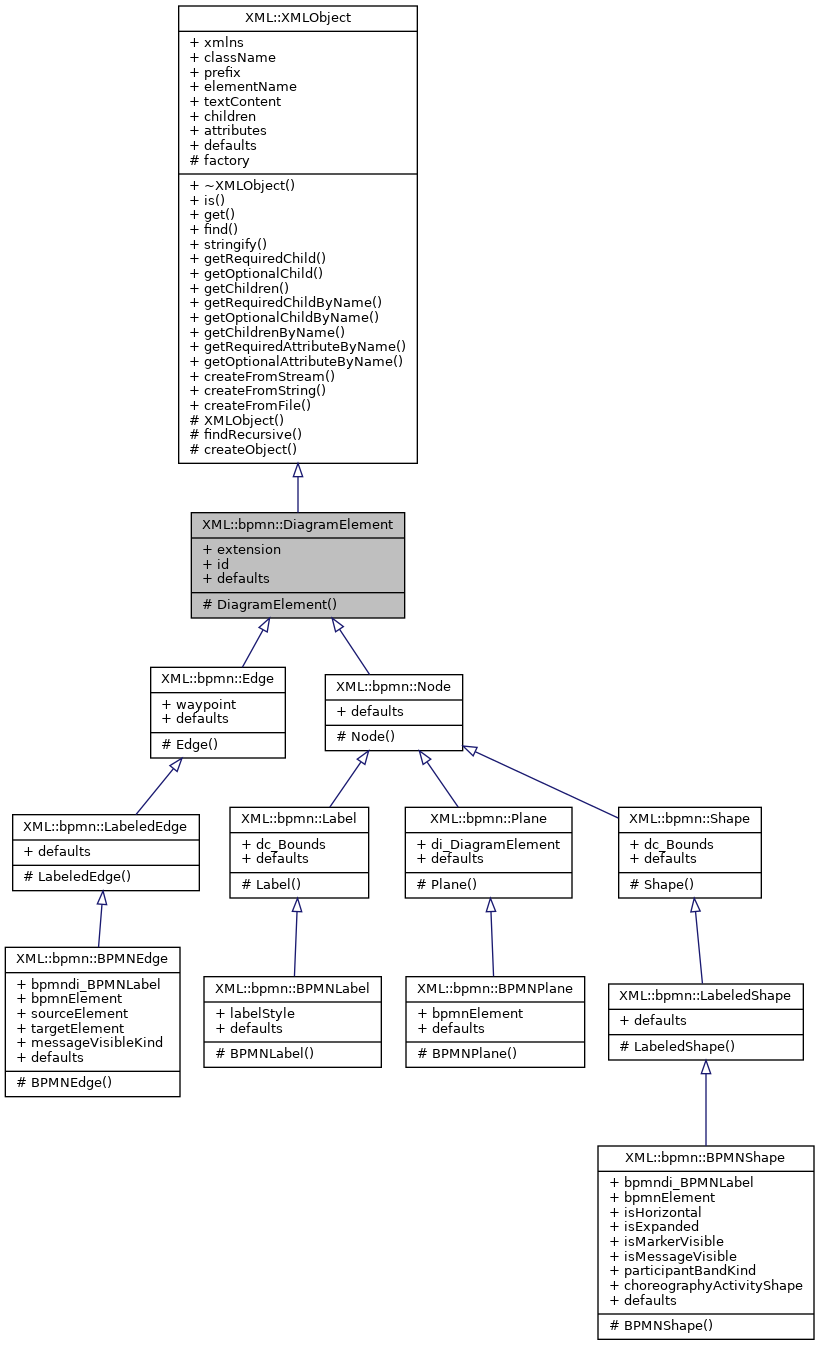 XML::XMLObject
+ xmlns
+ className
+ prefix
+ elementName
+ textContent
+ children
+ attributes
+ defaults
# factory
+ ~XMLObject()
+ is()
+ get()
+ find()
+ stringify()
+ getRequiredChild()
+ getOptionalChild()
+ getChildren()
+ getRequiredChildByName()
+ getOptionalChildByName()
+ getChildrenByName()
+ getRequiredAttributeByName()
+ getOptionalAttributeByName()
+ createFromStream()
+ createFromString()
+ createFromFile()
# XMLObject()
# findRecursive()
# createObject()
XML::bpmn::DiagramElement
+ extension
+ id
+ defaults
# DiagramElement()
XML::bpmn::Edge
+ waypoint
+ defaults
# Edge()
XML::bpmn::Node
+ defaults
# Node()
XML::bpmn::LabeledEdge
+ defaults
# LabeledEdge()
XML::bpmn::Label
+ dc_Bounds
+ defaults
# Label()
XML::bpmn::Plane
+ di_DiagramElement
+ defaults
# Plane()
XML::bpmn::Shape
+ dc_Bounds
+ defaults
# Shape()
XML::bpmn::BPMNEdge
+ bpmndi_BPMNLabel
+ bpmnElement
+ sourceElement
+ targetElement
+ messageVisibleKind
+ defaults
# BPMNEdge()
XML::bpmn::BPMNLabel
+ labelStyle
+ defaults
# BPMNLabel()
XML::bpmn::BPMNPlane
+ bpmnElement
+ defaults
# BPMNPlane()
XML::bpmn::LabeledShape
+ defaults
# LabeledShape()
XML::bpmn::BPMNShape
+ bpmndi_BPMNLabel
+ bpmnElement
+ isHorizontal
+ isExpanded
+ isMarkerVisible
+ isMessageVisible
+ participantBandKind
+ choreographyActivityShape
+ defaults
# BPMNShape()